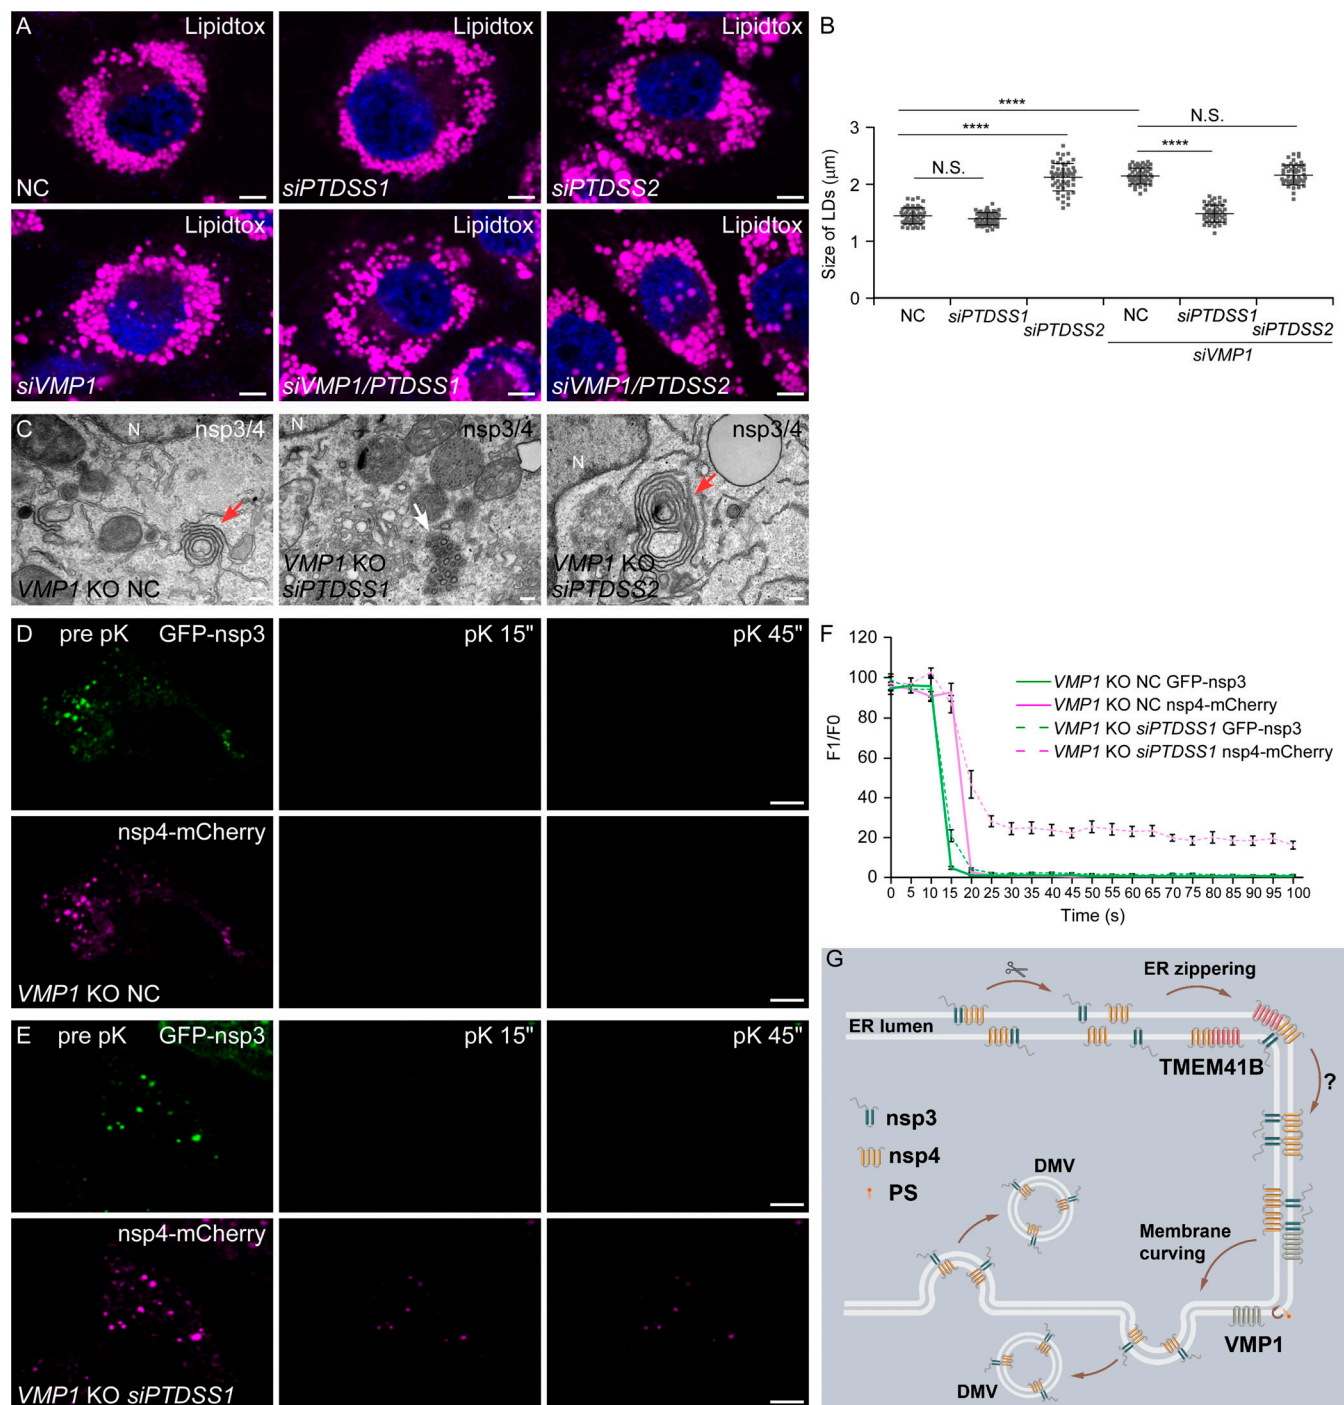 A
Lipidtox
NC
Lipidtox
siPTDSS1
Lipidtox
siPTDSS2
Lipidtox
siVMP1
Lipidtox
siVMP1/PTDSS1
Lipidtox
siVMP1/PTDSS2
B
****
****
N.S.
N.S.
****
Size of LDs (μm)
3
2
1
0
NC
siPTDSS1
siPTDSS2
NC
siPTDSS1
siPTDSS2
siVMP1
C
N
nsp3/4
VMP1 KO NC
N
nsp3/4
VMP1 KO
siPTDSS1
N
nsp3/4
VMP1 KO
siPTDSS2
D
pre pK GFP-nsp3
pK 15"
pK 45"
nsp4-mCherry
VMP1 KO NC
E
pre pK GFP-nsp3
pK 15"
pK 45"
nsp4-mCherry
VMP1 KO siPTDSS1
F
F1/F0
120
100
80
60
40
20
0
0 5 10 15 20 25 30 35 40 45 50 55 60 65 70 75 80 85 90 95 100
Time (s)
VMP1 KO NC GFP-nsp3
VMP1 KO NC nsp4-mCherry
VMP1 KO siPTDSS1 GFP-nsp3
VMP1 KO siPTDSS1 nsp4-mCherry
G
ER zippering
ER lumen
TMEM41B
?
nsp3
nsp4
PS
DMV
Membrane
curving
VMP1
DMV